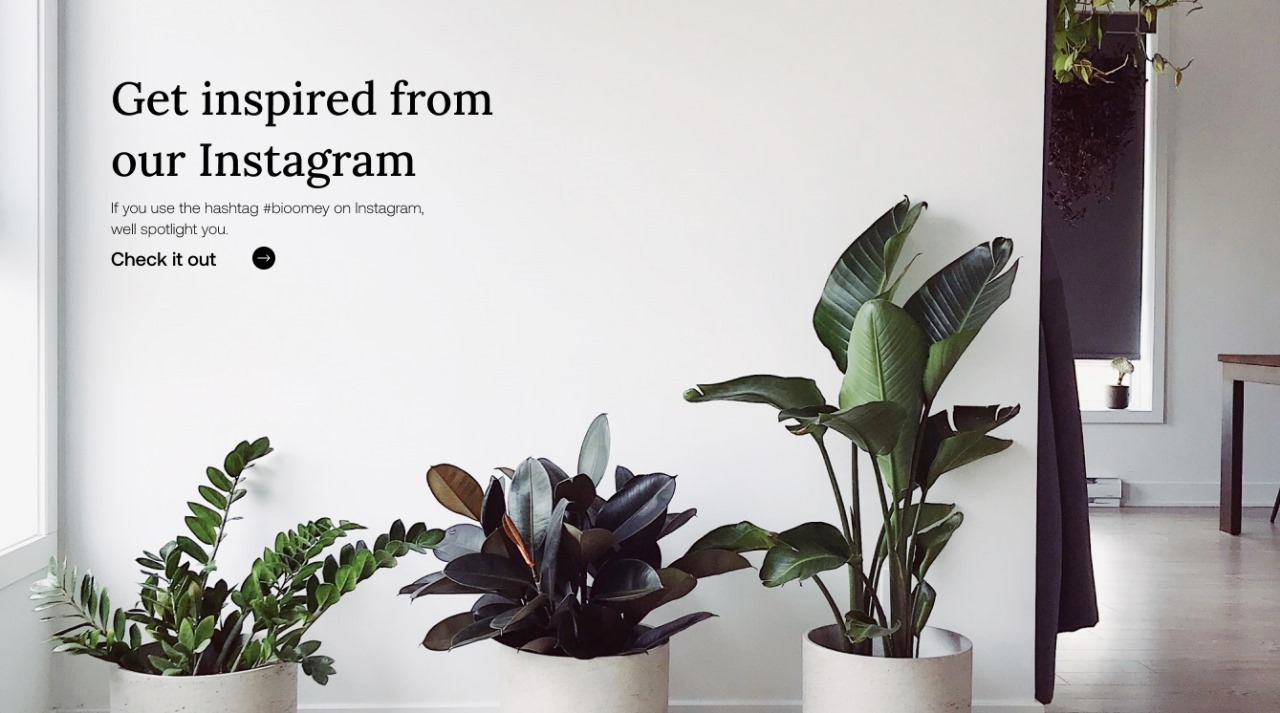 Get inspired from
our Instagram
If you use the hashtag #bioomey on Instagram,
well spotlight you.
Check it out